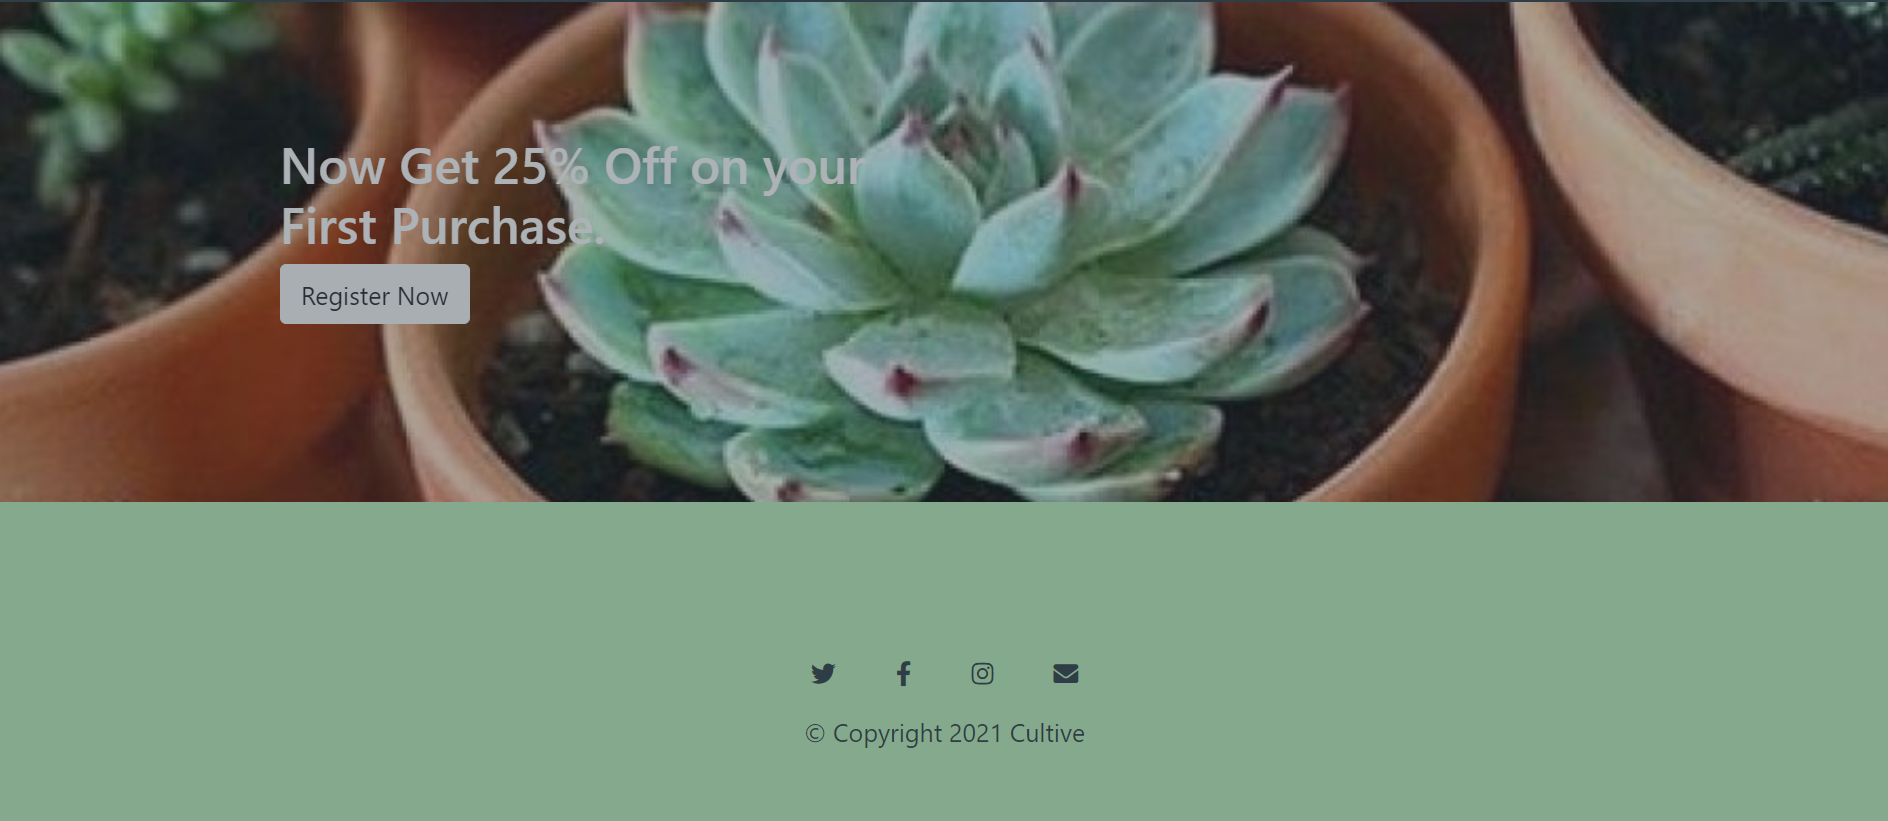 Now Get 25% Off on your
First Purchase.
Register Now
© Copyright 2021 Cultive